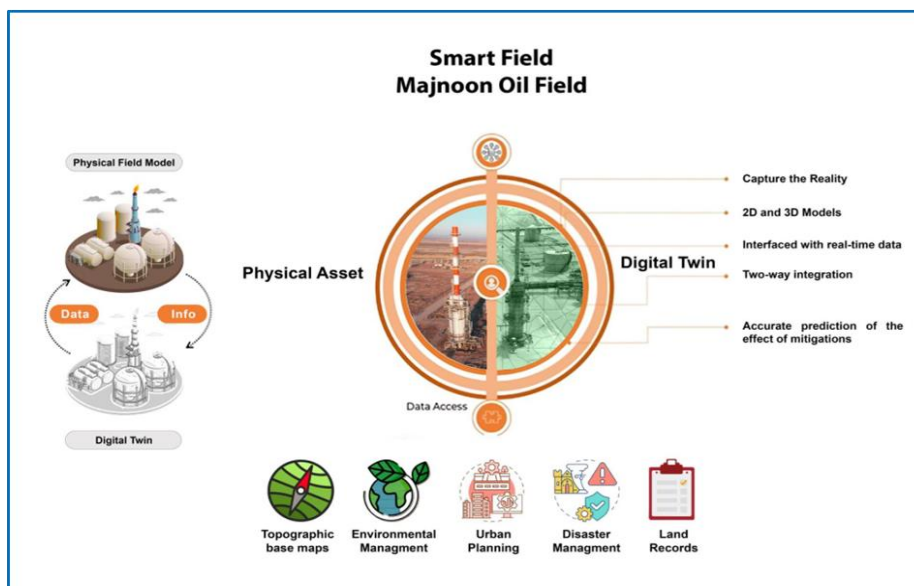 Smart Field
Majnoon Oil Field
Physical Field Model
Data
Info
Digital Twin
Physical Asset
Digital Twin
Data Access
Capture the Reality
2D and 3D Models
Interfaced with real-time data
Two-way integration
Accurate prediction of the
effect of mitigations
Topographic
base maps
Environmental
Managment
Urban
Planning
Disaster
Managment
Land
Records